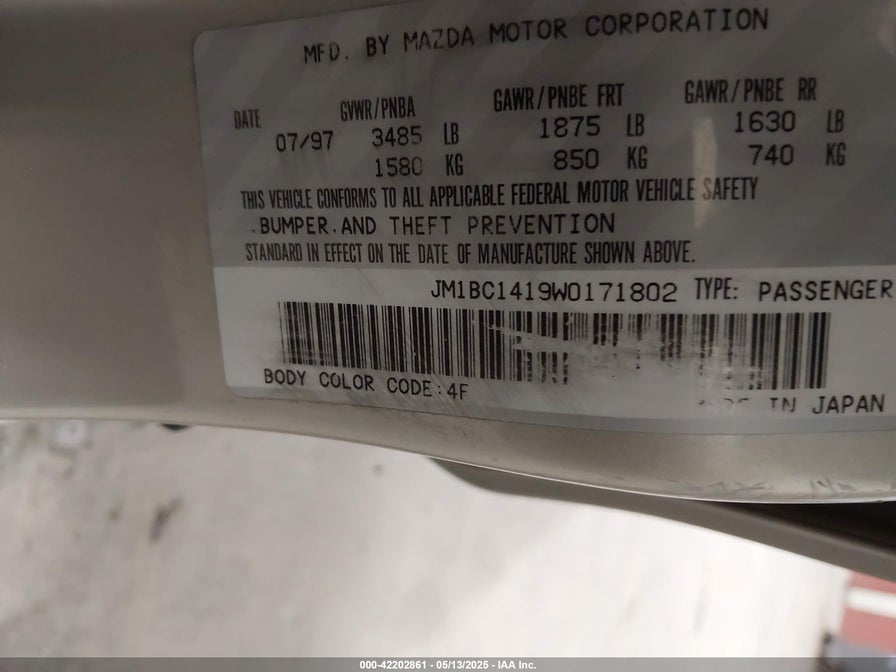 MFD. BY MAZDA MOTOR CORPORATION
DATE GVWR/PNBA GAWR/PNBE FRT GAWR/PNBE RR
07/97 3485 LB 1875 LB 1630 LB
1580 KG 850 KG 740 KG
THIS VEHICLE CONFORMS TO ALL APPLICABLE FEDERAL MOTOR VEHICLE SAFETY
BUMPER.AND THEFT PREVENTION
STANDARD IN EFFECT ON THE DATE OF MANUFACTURE SHOWN ABOVE.
JM1BC1419W0171802 TYPE: PASSENGER
BODY COLOR CODE:4F
IN JAPAN
000-42202861 - 05/13/2025 - IAA Inc.